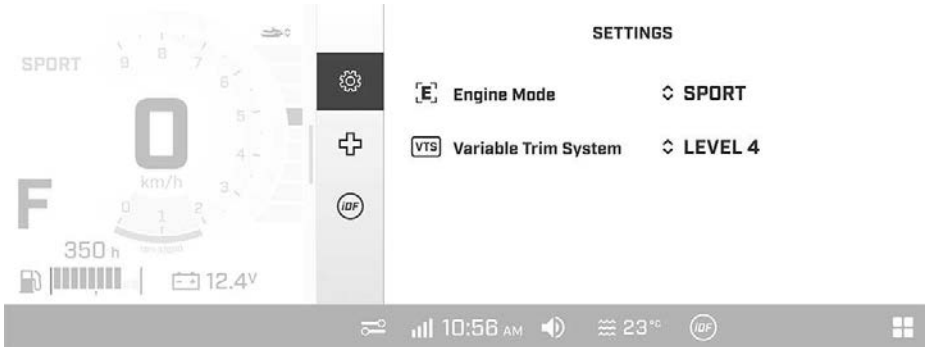 SETTINGS
SPORT
9 8 7
6
5
4
3
0 1 2
0
km/h
F
350 h
12.4V
[E] Engine Mode SPORT
VTS Variable Trim System LEVEL 4
iDF
10:56 AM 23°C iDF